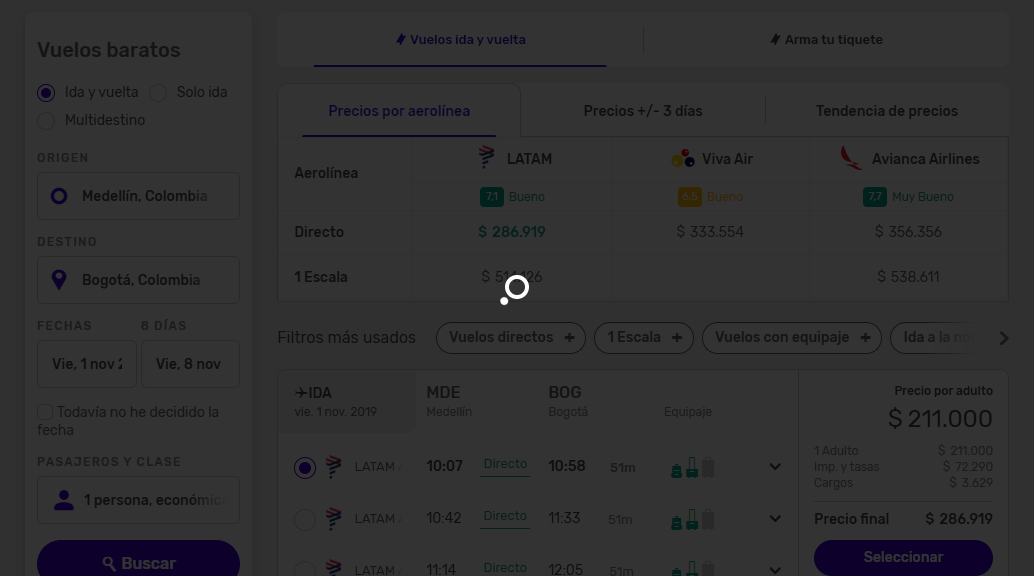 Vuelos baratos
Ida y vuelta
Solo ida
Multidestino
ORIGEN
Medellín, Colombia
DESTINO
Bogotá, Colombia
FECHAS
8 DÍAS
Vie, 1 nov 2
Vie, 8 nov
Todavía no he decidido la
fecha
PASAJEROS Y CLASE
1 persona, económica
Buscar
Vuelos ida y vuelta
Arma tu tiquete
Precios por aerolínea
Precios +/- 3 días
Tendencia de precios
Aerolínea
LATAM
Viva Air
Avianca Airlines
7,1 Bueno
6.5 Bueno
7,7 Muy Bueno
Directo
$ 286.919
$ 333.554
$ 356.356
1 Escala
$ 538.611
Filtros más usados
Vuelos directos +
1 Escala +
Vuelos con equipaje +
Ida a la
IDA
vie. 1 nov. 2019
MDE
Medellín
BOG
Bogotá
Equipaje
LATAM
10:07
Directo
10:58
51m
LATAM
10:42
Directo
11:33
51m
LATAM
11:14
Directo
12:05
51m
Precio por adulto
$ 211.000
1 Adulto $ 211.000
Imp. y tasas $ 72.290
Cargos $ 3.629
Precio final $ 286.919
Seleccionar